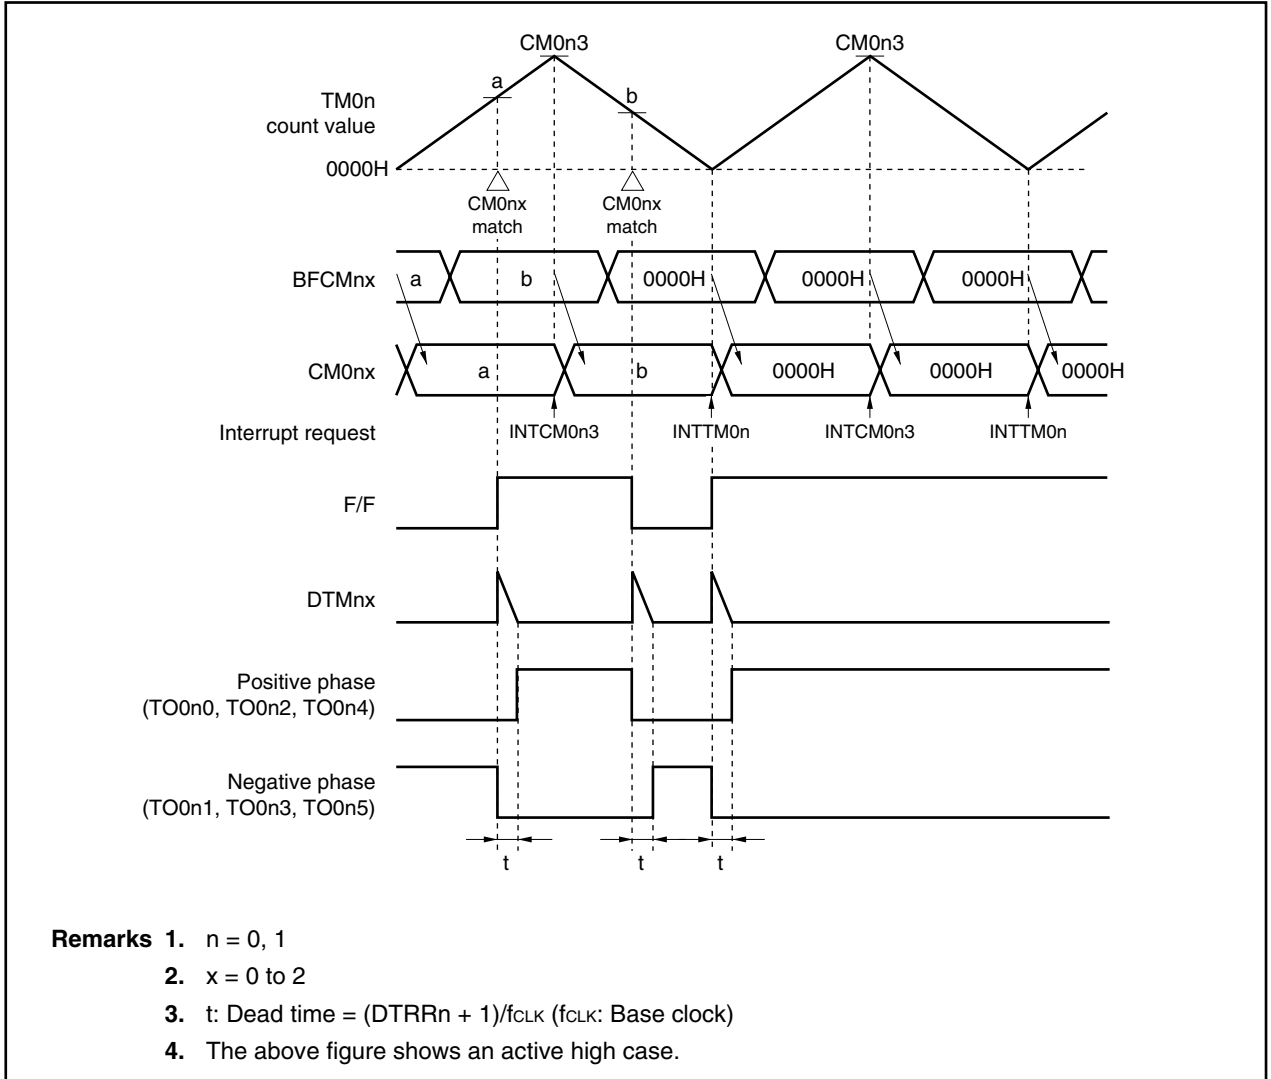 CM0n3 CM0n3
a
b
TM0n
count value
0000H
CM0nx
match
CM0nx
match
BFCMnx a b 0000H 0000H 0000H
CM0nx a b 0000H 0000H 0000H
Interrupt request INTCM0n3 INTTM0n INTCM0n3 INTTM0n
F/F
DTMnx
Positive phase
(TO0n0, TO0n2, TO0n4)
Negative phase
(TO0n1, TO0n3, TO0n5)
t t t
Remarks 1. n = 0, 1
2. x = 0 to 2
3. t: Dead time = (DTRRn + 1)/fCLK (fCLK: Base clock)
4. The above figure shows an active high case.